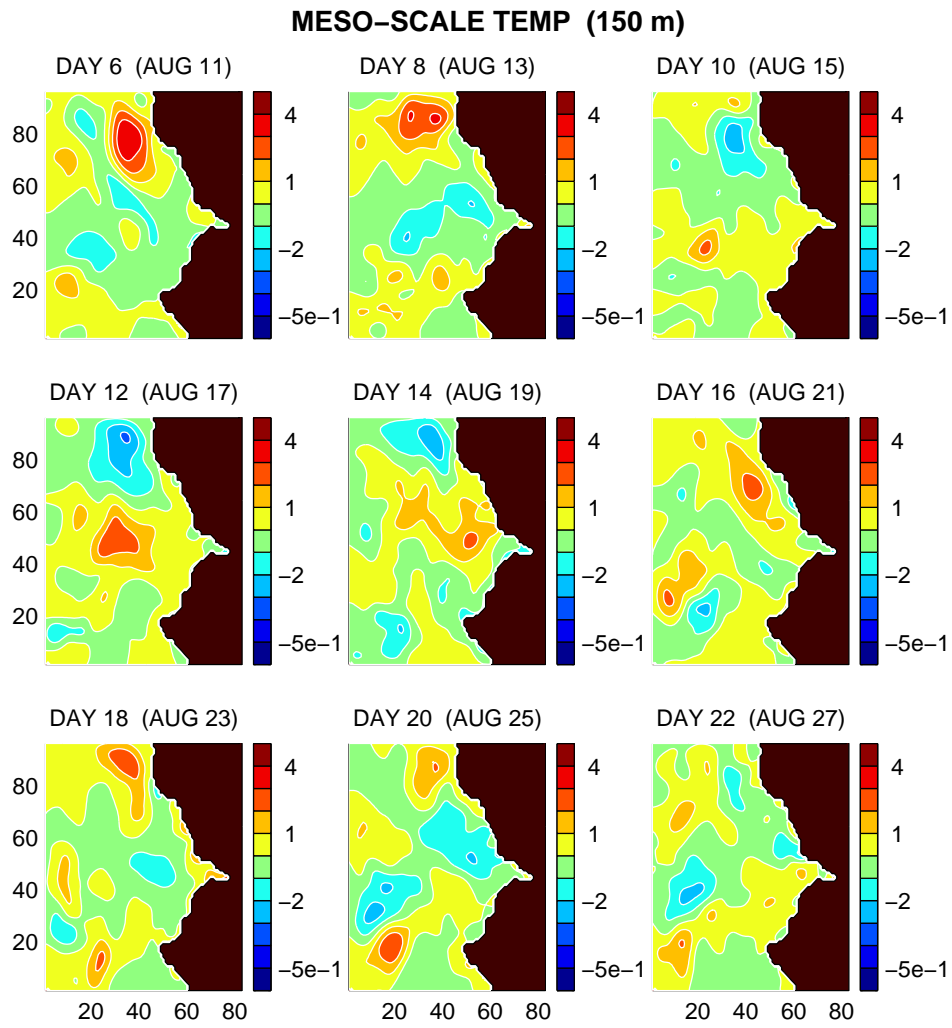 MESO−SCALE TEMP (150 m)
DAY 6 (AUG 11)
DAY 8 (AUG 13)
DAY 10 (AUG 15)
80
60
40
20
4
1
−2
−5e−1
4
1
−2
−5e−1
4
1
−2
−5e−1
DAY 12 (AUG 17)
DAY 14 (AUG 19)
DAY 16 (AUG 21)
80
60
40
20
4
1
−2
−5e−1
4
1
−2
−5e−1
4
1
−2
−5e−1
DAY 18 (AUG 23)
DAY 20 (AUG 25)
DAY 22 (AUG 27)
80
60
40
20
4
1
−2
−5e−1
4
1
−2
−5e−1
4
1
−2
−5e−1
20 40 60 80
20 40 60 80
20 40 60 80